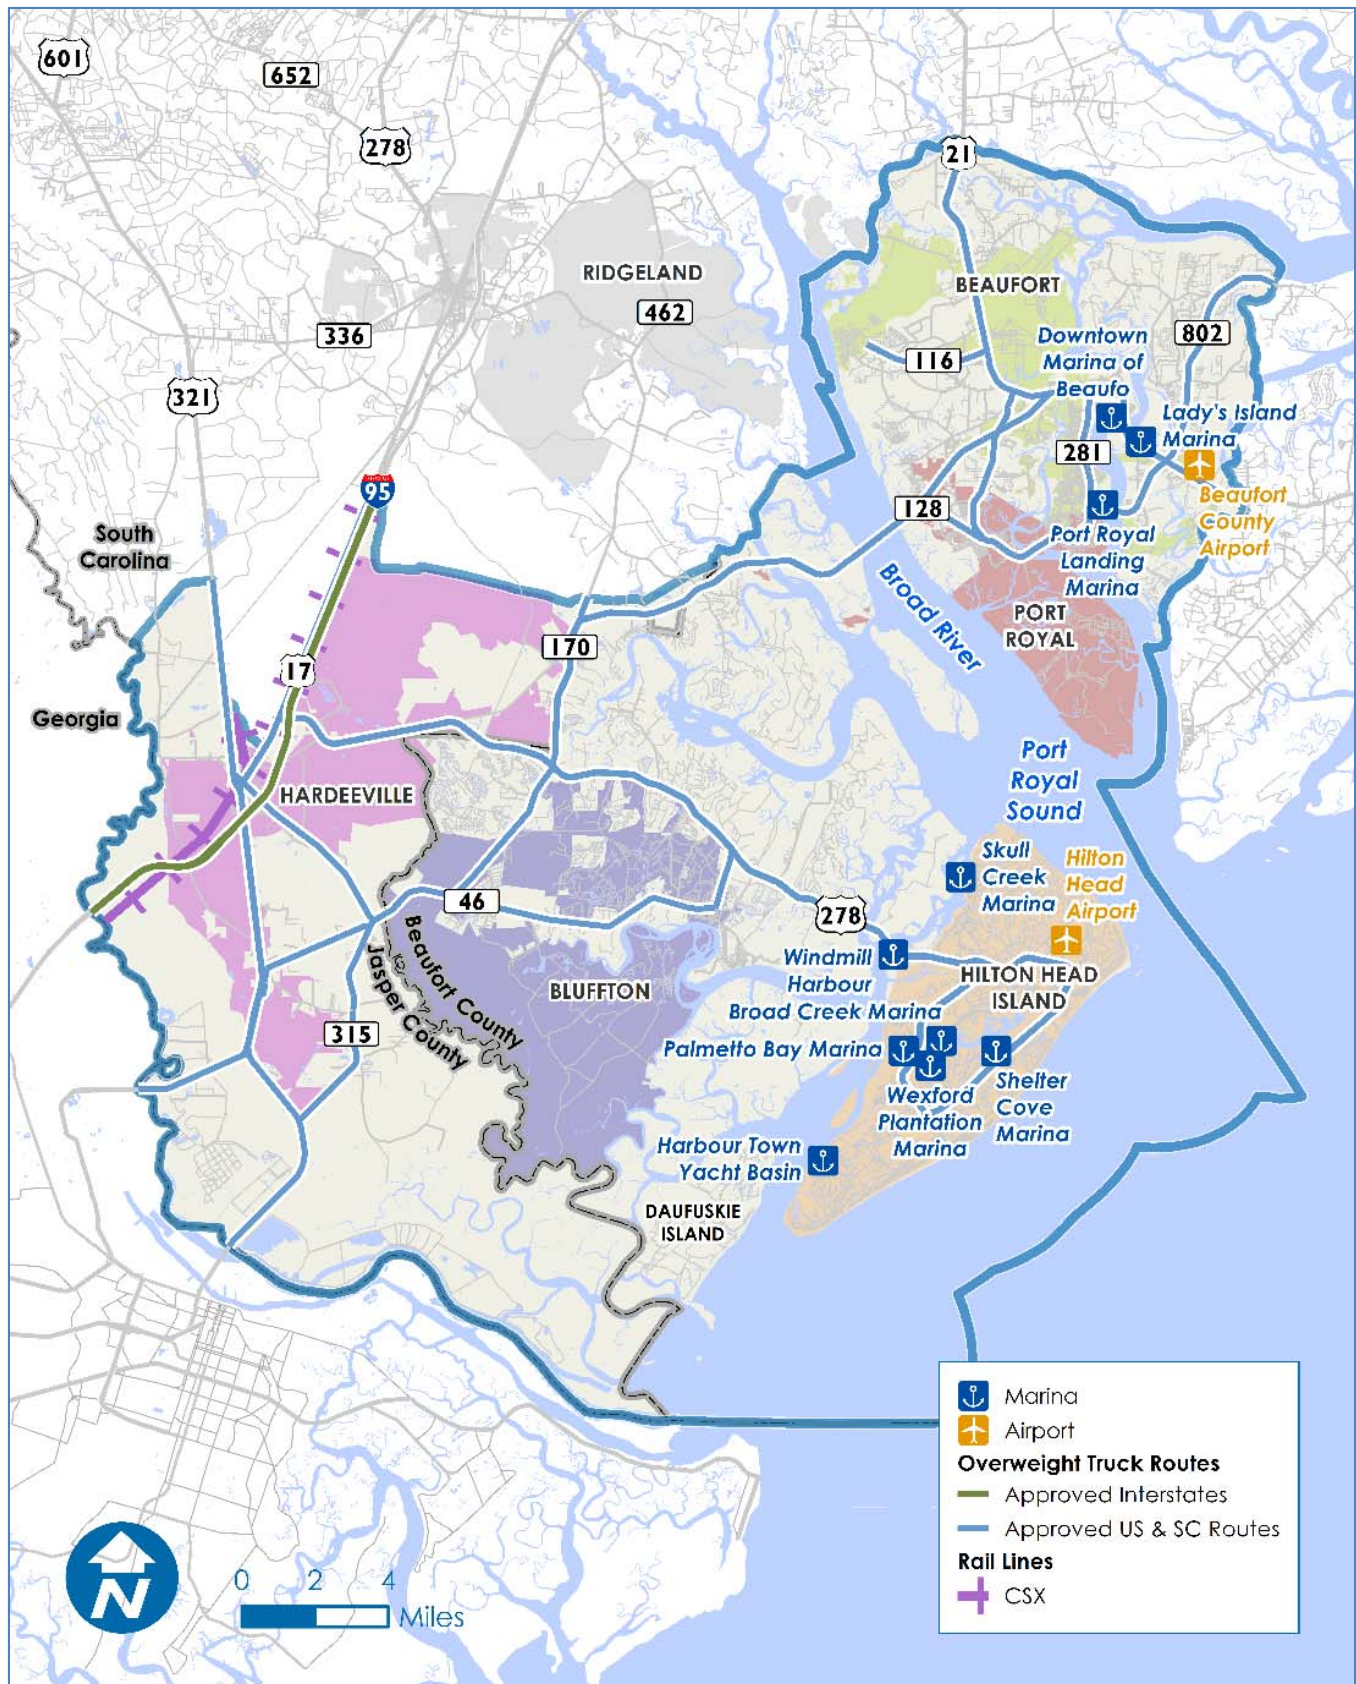 601
652
278
21
RIDGELAND
462
BEAUFORT
336
802
Downtown
Marina of
Beaufo
116
321
Lady's Island
Marina
281
95
Beaufort
County
Airport
128
South
Carolina
Port Royal
Landing
Marina
Broad River
PORT
ROYAL
170
17
Georgia
Port
Royal
Sound
HARDEEVILLE
Skull
Creek
Marina
Hilton
Head
Airport
46
278
Beaufort County
Jasper County
Windmill
Harbour
HILTON HEAD
ISLAND
BLUFFTON
Broad Creek Marina
315
Palmetto Bay Marina
Shelter
Cove
Marina
Wexford
Plantation
Marina
Harbour Town
Yacht Basin
DAUFUSKIE
ISLAND
Marina
Airport
Overweight Truck Routes
Approved Interstates
Approved US & SC Routes
Rail Lines
CSX
N
0 2 4
Miles